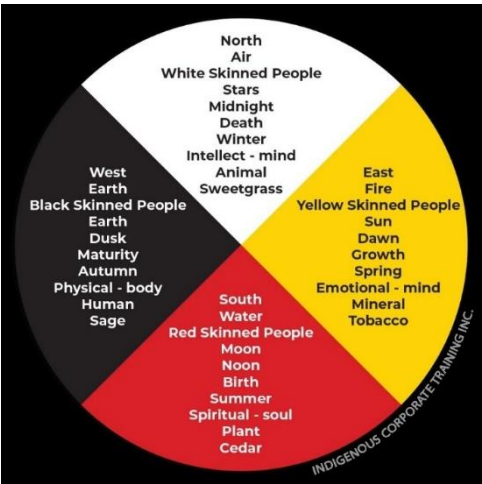 North
Air
White Skinned People
Stars
Midnight
Death
Winter
Intellect - mind
Animal
Sweetgrass
West
Earth
Black Skinned People
Earth
Dusk
Maturity
Autumn
Physical - body
Human
Sage
East
Fire
Yellow Skinned People
Sun
Dawn
Growth
Spring
Emotional - mind
Mineral
Tobacco
South
Water
Red Skinned People
Moon
Noon
Birth
Summer
Spiritual - soul
Plant
Cedar
INDIGENOUS CORPORATE TRAINING INC.